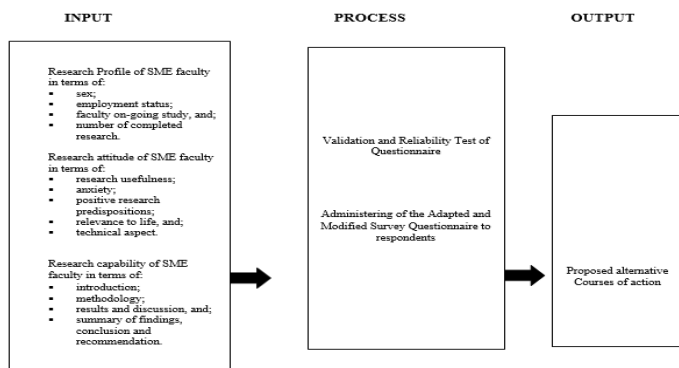 INPUT
PROCESS
OUTPUT
Research Profile of SME faculty
in terms of:
▪ sex;
▪ employment status;
▪ faculty on-going study, and;
▪ number of completed
research.
Research attitude of SME faculty
in terms of:
▪ research usefulness;
▪ anxiety;
▪ positive research
predispositions;
▪ relevance to life, and;
▪ technical aspect.
Research capability of SME
faculty in terms of:
▪ introduction;
▪ methodology;
▪ results and discussion, and;
▪ summary of findings,
conclusion and
recommendation.
Validation and Reliability Test of
Questionnaire
Administering of the Adapted and
Modified Survey Questionnaire to
respondents
Proposed alternative
Courses of action